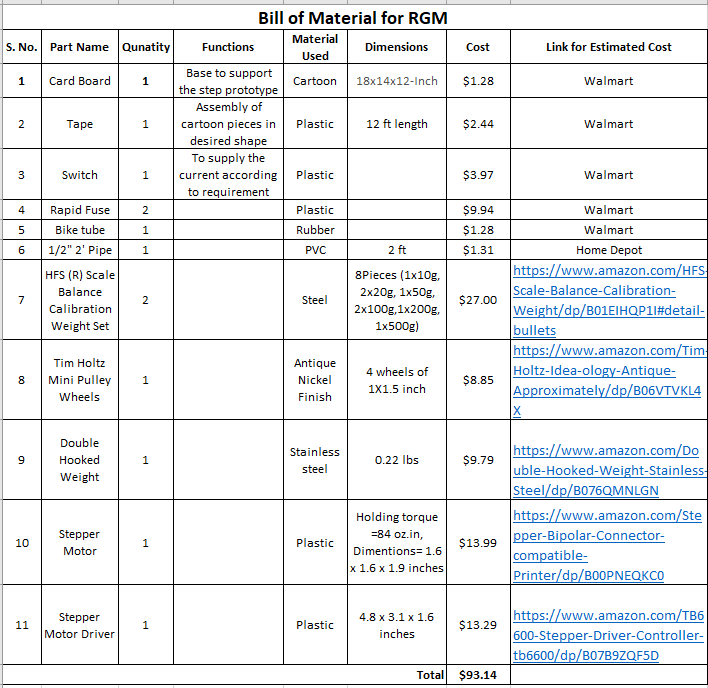 Bill of Material for RGM
S. No. Part Name Qunatity Functions Material Used Dimensions Cost Link for Estimated Cost
1 Card Board 1 Base to support the step prototype Cartoon 18x14x12-Inch $1.28 Walmart
2 Tape 1 Assembly of cartoon pieces in desired shape Plastic 12 ft length $2.44 Walmart
3 Switch 1 To supply the current according to requirement Plastic $3.97 Walmart
4 Rapid Fuse 2 Plastic $9.94 Walmart
5 Bike tube 1 Rubber $1.28 Walmart
6 1/2" 2' Pipe 1 PVC 2 ft $1.31 Home Depot
7 HFS (R) Scale Balance Calibration Weight Set 2 Steel 8Pieces (1x10g, 2x20g, 1x50g, 2x100g,1x200g, 1x500g) $27.00 https://www.amazon.com/HFS-Scale-Balance-Calibration-Weight/dp/B01EIHQP1I#detail-bullets
8 Tim Holtz Mini Pulley Wheels 1 Antique Nickel Finish 4 wheels of 1X1.5 inch $8.85 https://www.amazon.com/Tim-Holtz-Idea-ology-Antique-Approximately/dp/B06VTVKL4X
9 Double Hooked Weight 1 Stainless steel 0.22 lbs $9.79 https://www.amazon.com/Double-Hooked-Weight-Stainless-Steel/dp/B076QMNLGN
10 Stepper Motor 1 Plastic Holding torque =84 oz.in, Dimentions= 1.6 x 1.6 x 1.9 inches $13.99 https://www.amazon.com/Stepper-Bipolar-Connector-compatible-Printer/dp/B00PNEQKC0
11 Stepper Motor Driver 1 Plastic 4.8 x 3.1 x 1.6 inches $13.29 https://www.amazon.com/TB6600-Stepper-Driver-Controller-tb6600/dp/B07B9ZQF5D
Total $93.14